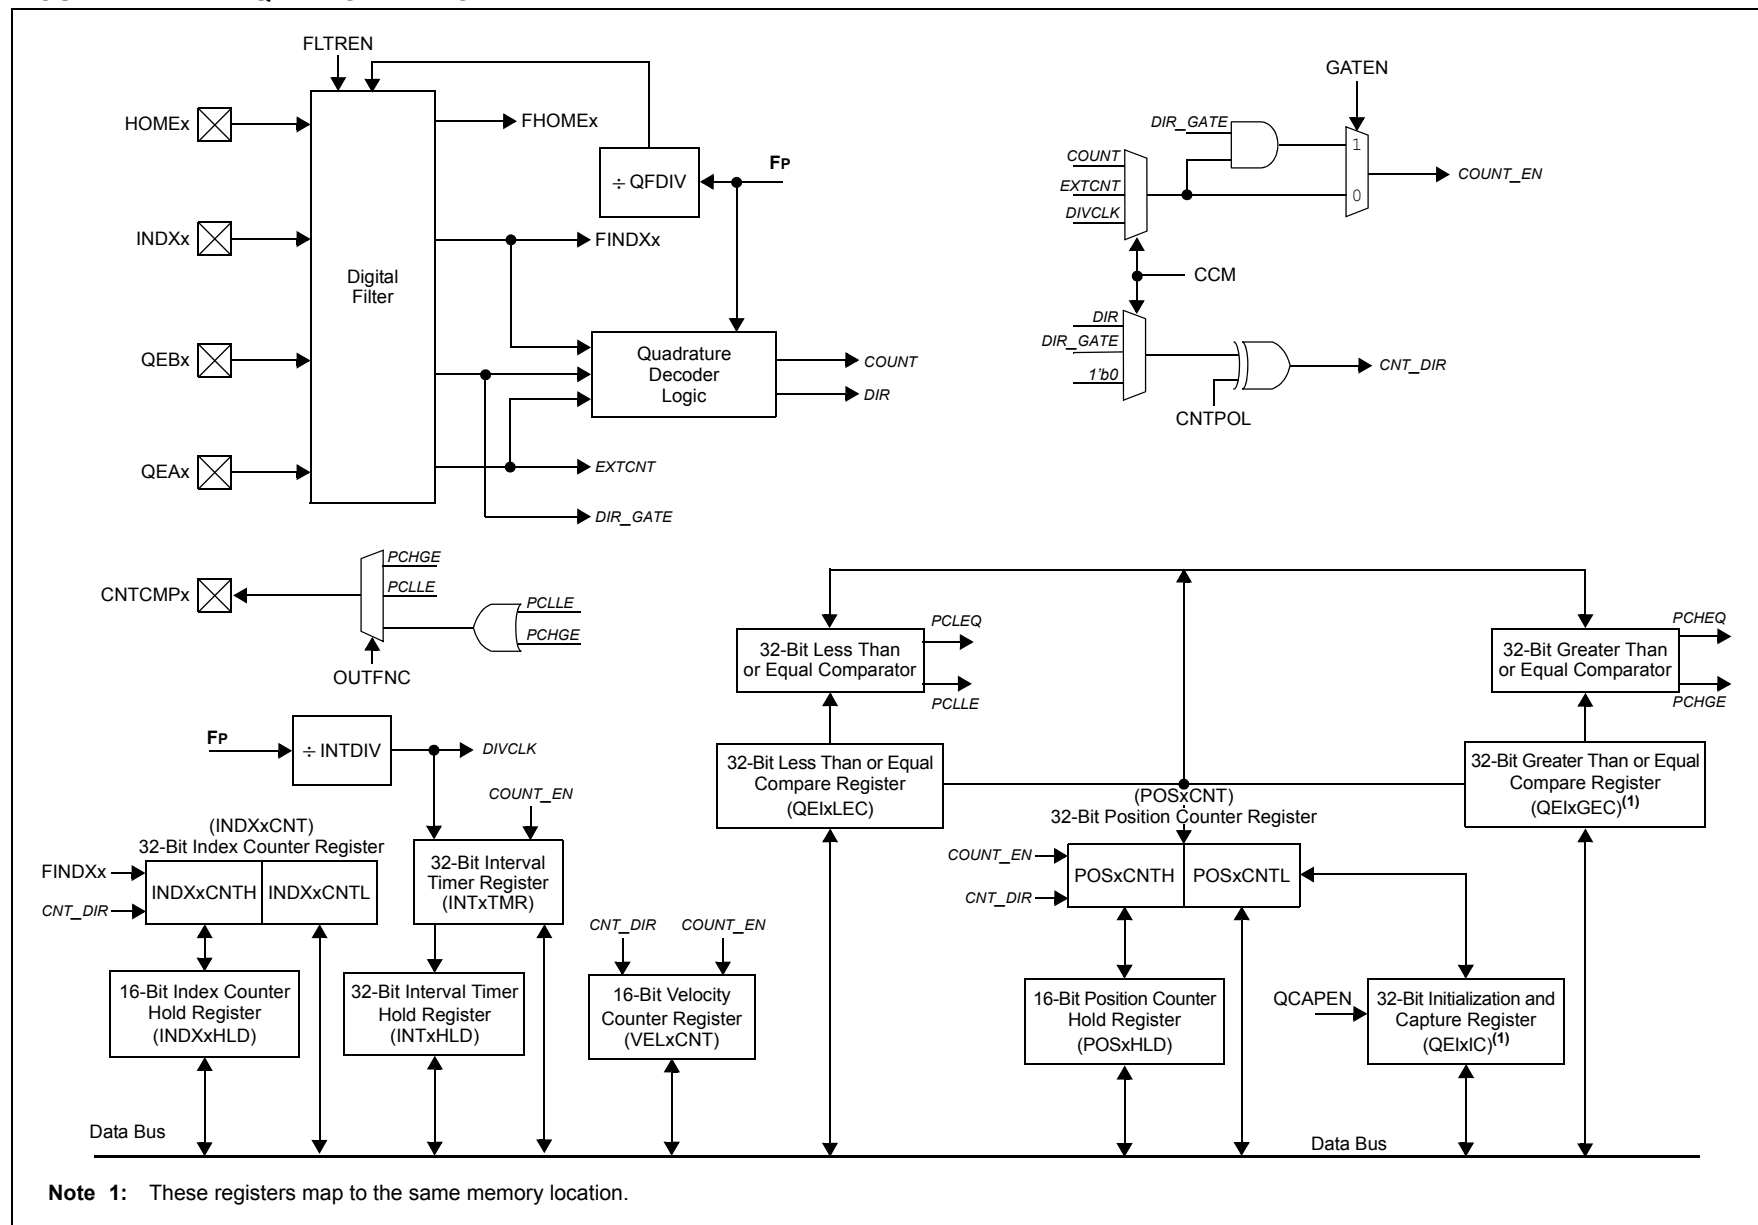 FLTREN
HOMEx
FHOMEx
÷ QFDIV
FP
INDXx
FINDXx
Digital
Filter
QEBx
Quadrature
Decoder
Logic
COUNT
DIR
QEAx
EXTCNT
DIR_GATE
GATEN
DIR_GATE
COUNT
EXTCNT
DIVCLK
1
0
COUNT_EN
CCM
DIR
DIR_GATE
1'b0
CNT_DIR
CNTPOL
CNTCMPx
PCHGE
PCLLE
PCLLE
PCHGE
OUTFNC
32-Bit Less Than
or Equal Comparator
PCLEQ
PCLLE
32-Bit Greater Than
or Equal Comparator
PCHEQ
PCHGE
FP
÷ INTDIV
DIVCLK
COUNT_EN
32-Bit Less Than or Equal
Compare Register
(QEIxLEC)
(POSxCNT)
32-Bit Position Counter Register
32-Bit Greater Than or Equal
Compare Register
(QEIxGEC)(1)
(INDXxCNT)
32-Bit Index Counter Register
FINDXx
CNT_DIR
INDXxCNTH
INDXxCNTL
32-Bit Interval
Timer Register
(INTxTMR)
COUNT_EN
CNT_DIR
POSxCNTH
POSxCNTL
CNT_DIR
COUNT_EN
16-Bit Index Counter
Hold Register
(INDXxHLD)
32-Bit Interval Timer
Hold Register
(INTxHLD)
16-Bit Velocity
Counter Register
(VELxCNT)
16-Bit Position Counter
Hold Register
(POSxHLD)
QCAPEN
32-Bit Initialization and
Capture Register
(QEIxIC)(1)
Data Bus
Data Bus
Note 1: These registers map to the same memory location.